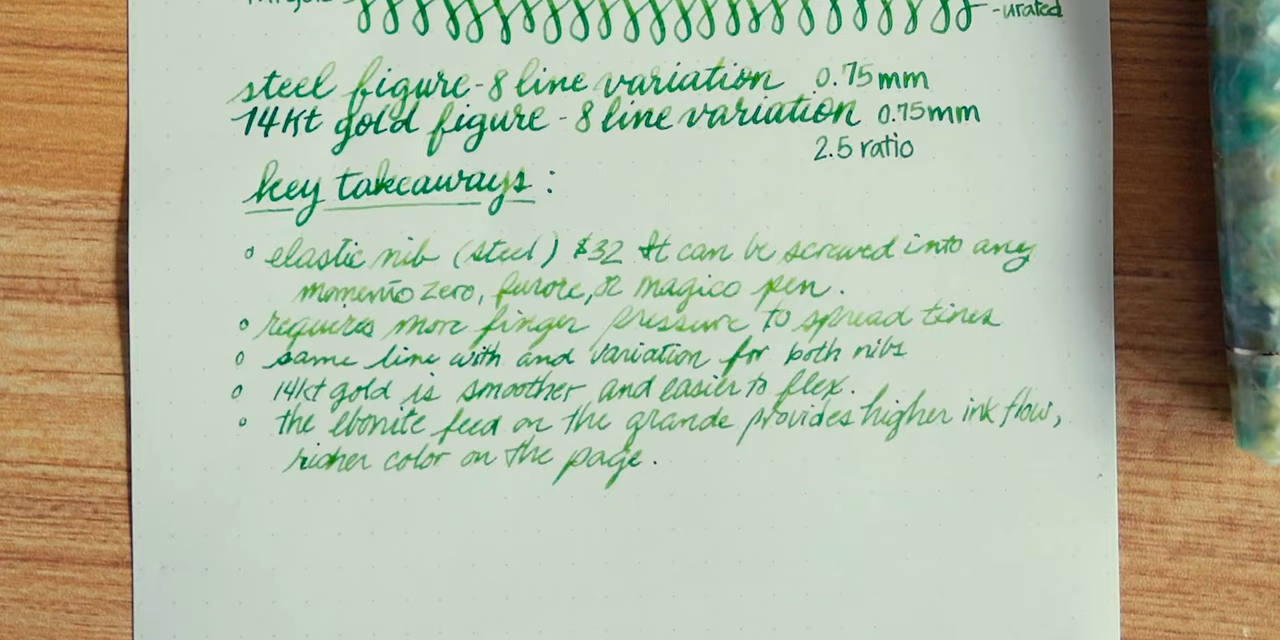 -urated
steel figure-8 line variation 0.75mm
14Kt gold figure-8 line variation 0.75mm
2.5 ratio
key takeaways:
◦ elastic nib (steel) $32 It can be screwed into any
momento zero, furore, or magico pen.
◦ requires more finger pressure to spread tines
◦ same line with and variation for both nibs
◦ 14kt gold is smoother and easier to flex.
◦ the ebonite feed on the grande provides higher ink flow,
richer color on the page.